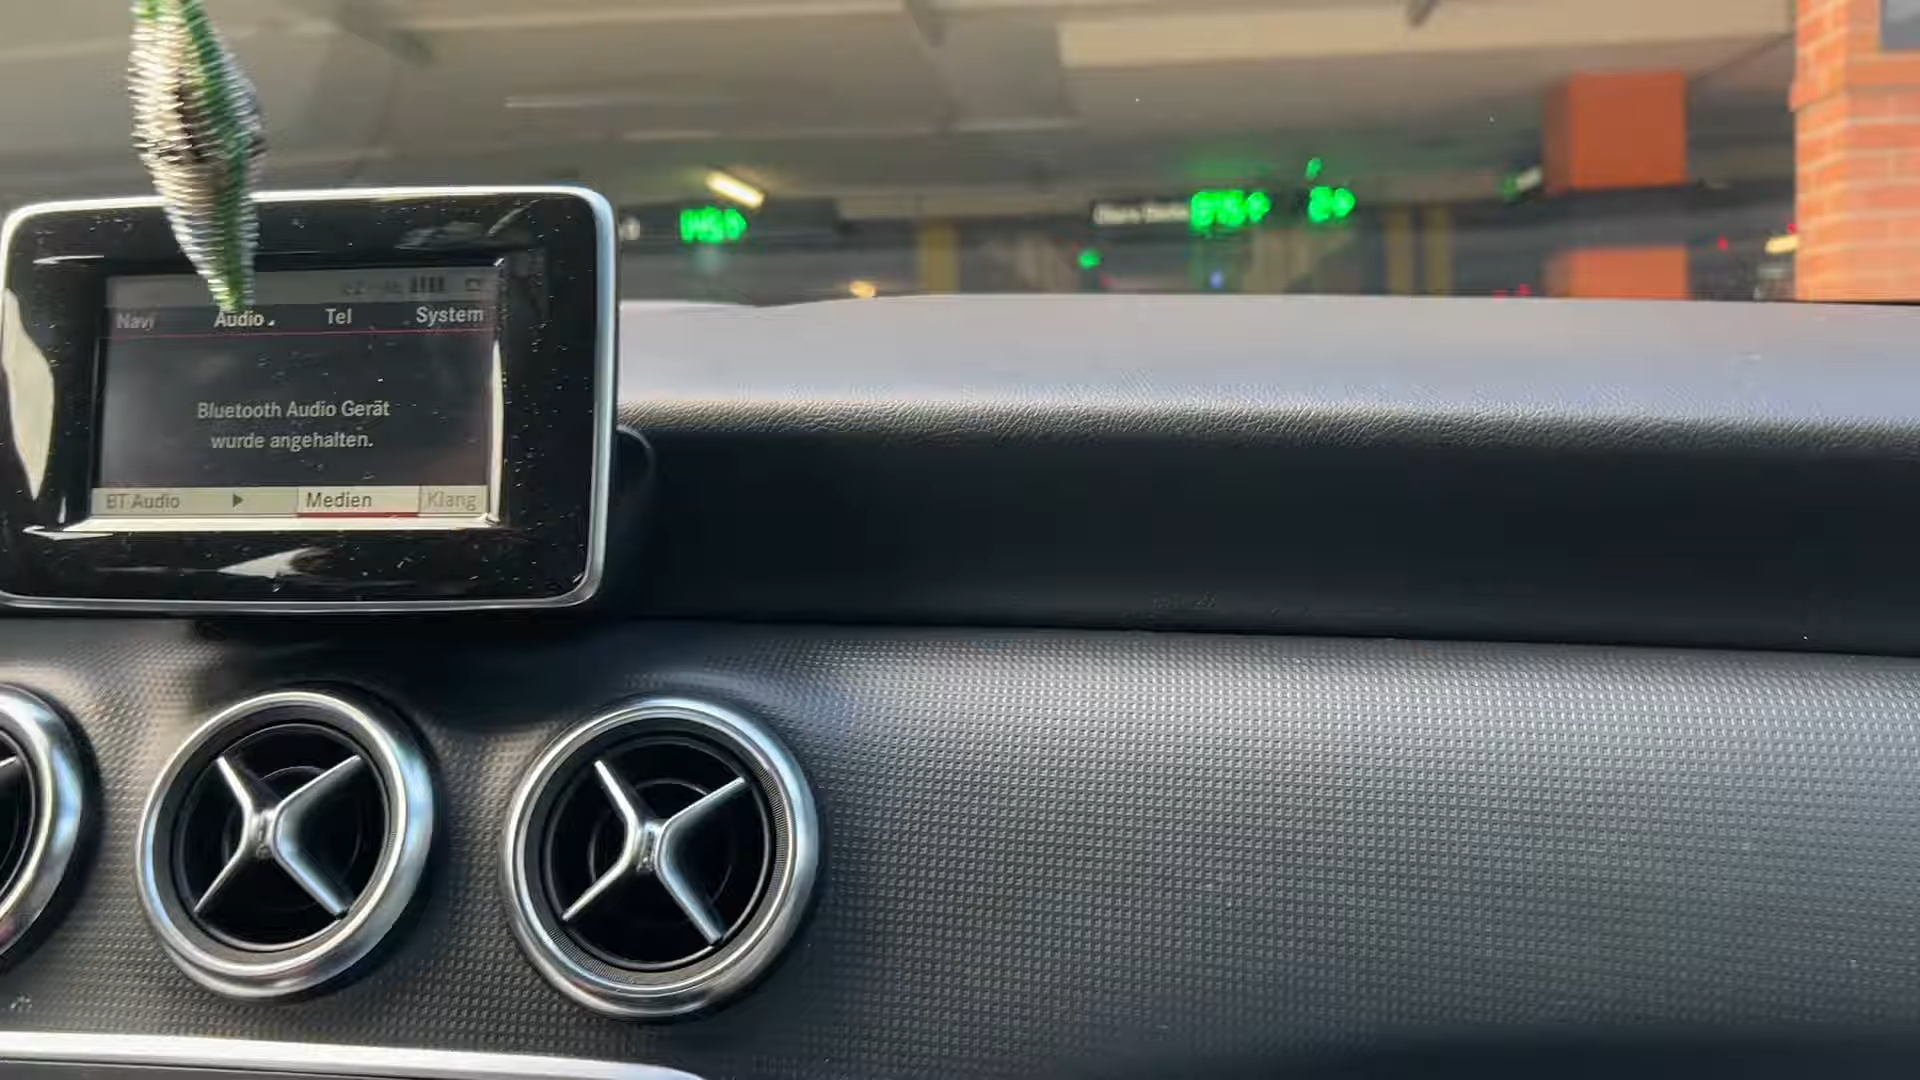 Navi Audio Tel System
Bluetooth Audio Gerät
wurde angehalten.
BT Audio Medien Klang